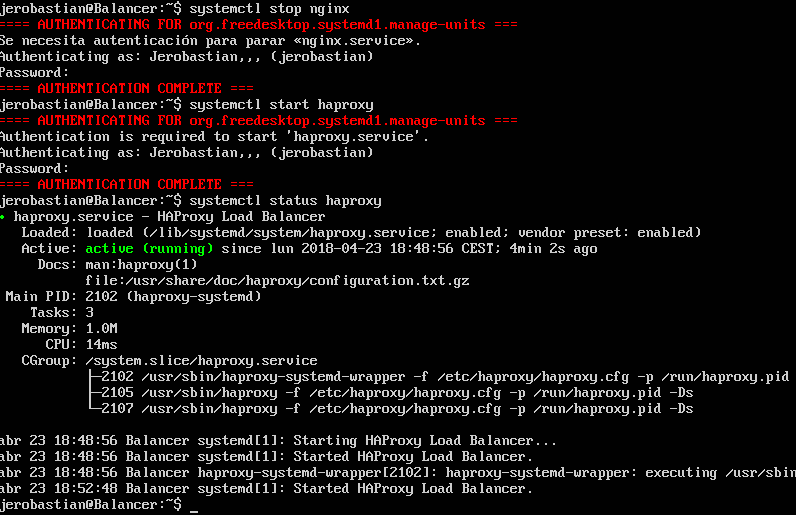 jerobastian@Balancer:~$ systemctl stop nginx
==== AUTHENTICATING FOR org.freedesktop.systemd1.manage-units ===
Se necesita autenticación para parar «nginx.service».
Authenticating as: Jerobastian,,, (jerobastian)
Password:
==== AUTHENTICATION COMPLETE ===
jerobastian@Balancer:~$ systemctl start haproxy
==== AUTHENTICATING FOR org.freedesktop.systemd1.manage-units ===
Authentication is required to start 'haproxy.service'.
Authenticating as: Jerobastian,,, (jerobastian)
Password:
==== AUTHENTICATION COMPLETE ===
jerobastian@Balancer:~$ systemctl status haproxy
• haproxy.service - HAProxy Load Balancer
Loaded: loaded (/lib/systemd/system/haproxy.service; enabled; vendor preset: enabled)
Active: active (running) since lun 2018-04-23 18:48:56 CEST; 4min 2s ago
Docs: man:haproxy(1)
file:/usr/share/doc/haproxy/configuration.txt.gz
Main PID: 2102 (haproxy-systemd)
Tasks: 3
Memory: 1.0M
CPU: 14ms
CGroup: /system.slice/haproxy.service
├─2102 /usr/sbin/haproxy-systemd-wrapper -f /etc/haproxy/haproxy.cfg -p /run/haproxy.pid
├─2105 /usr/sbin/haproxy -f /etc/haproxy/haproxy.cfg -p /run/haproxy.pid -Ds
└─2107 /usr/sbin/haproxy -f /etc/haproxy/haproxy.cfg -p /run/haproxy.pid -Ds
abr 23 18:48:56 Balancer systemd[1]: Starting HAProxy Load Balancer...
abr 23 18:48:56 Balancer systemd[1]: Started HAProxy Load Balancer.
abr 23 18:48:56 Balancer haproxy-systemd-wrapper[2102]: haproxy-systemd-wrapper: executing /usr/sbin
abr 23 18:52:48 Balancer systemd[1]: Started HAProxy Load Balancer.
jerobastian@Balancer:~$ _